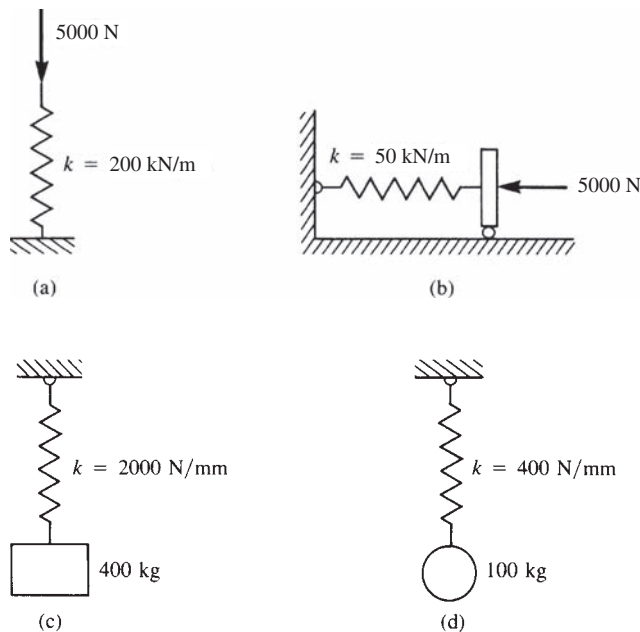 5000 N
k = 200 kN/m
(a)
k = 50 kN/m
5000 N
(b)
k = 2000 N/mm
400 kg
(c)
k = 400 N/mm
100 kg
(d)